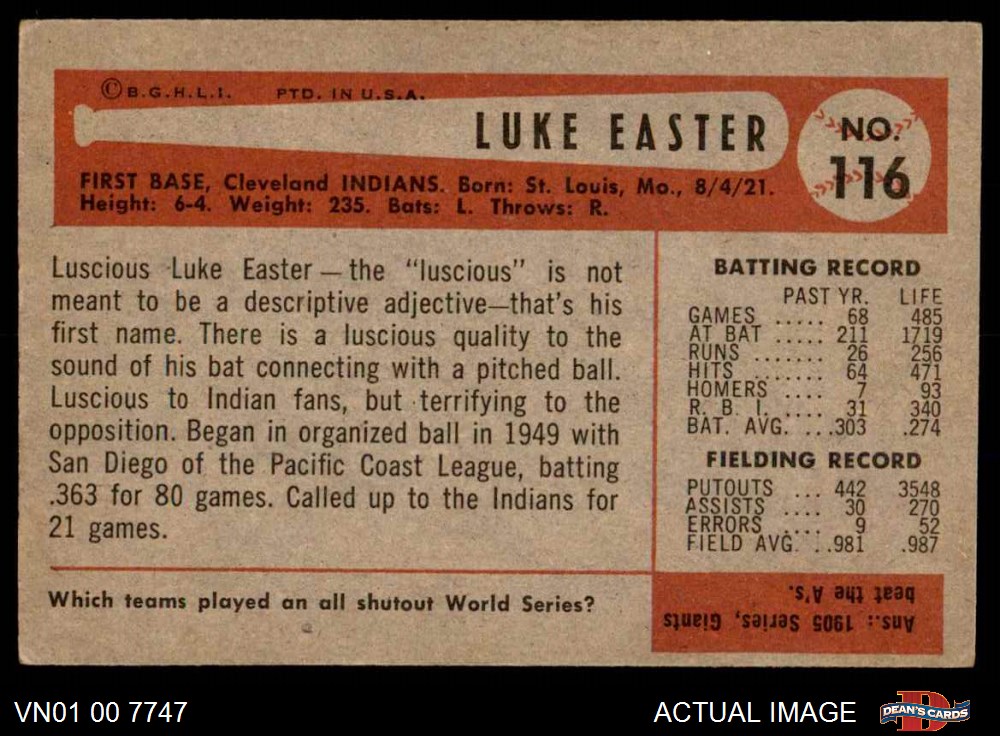 ©B.G.H.L.I. PTD. IN U.S.A.
LUKE EASTER
NO.
116
FIRST BASE, Cleveland INDIANS. Born: St. Louis, Mo., 8/4/21.
Height: 6-4. Weight: 235. Bats: L. Throws: R.
Luscious Luke Easter — the "luscious" is not
meant to be a descriptive adjective—that's his
first name. There is a luscious quality to the
sound of his bat connecting with a pitched ball.
Luscious to Indian fans, but terrifying to the
opposition. Began in organized ball in 1949 with
San Diego of the Pacific Coast League, batting
.363 for 80 games. Called up to the Indians for
21 games.
BATTING RECORD
PAST YR. LIFE
GAMES ..... 68 485
AT BAT ..... 211 1719
RUNS ....... 26 256
HITS ....... 64 471
HOMERS ..... 7 93
R. B. I. .... 31 340
BAT. AVG. ...303 .274
FIELDING RECORD
PUTOUTS ... 442 3548
ASSISTS .... 30 270
ERRORS .... 9 52
FIELD AVG. ..981 .987
Which teams played an all shutout World Series?
Ans.: 1905 Series, Giants
beat the A's.
VN01 00 7747
ACTUAL IMAGE
DEAN'S CARDS